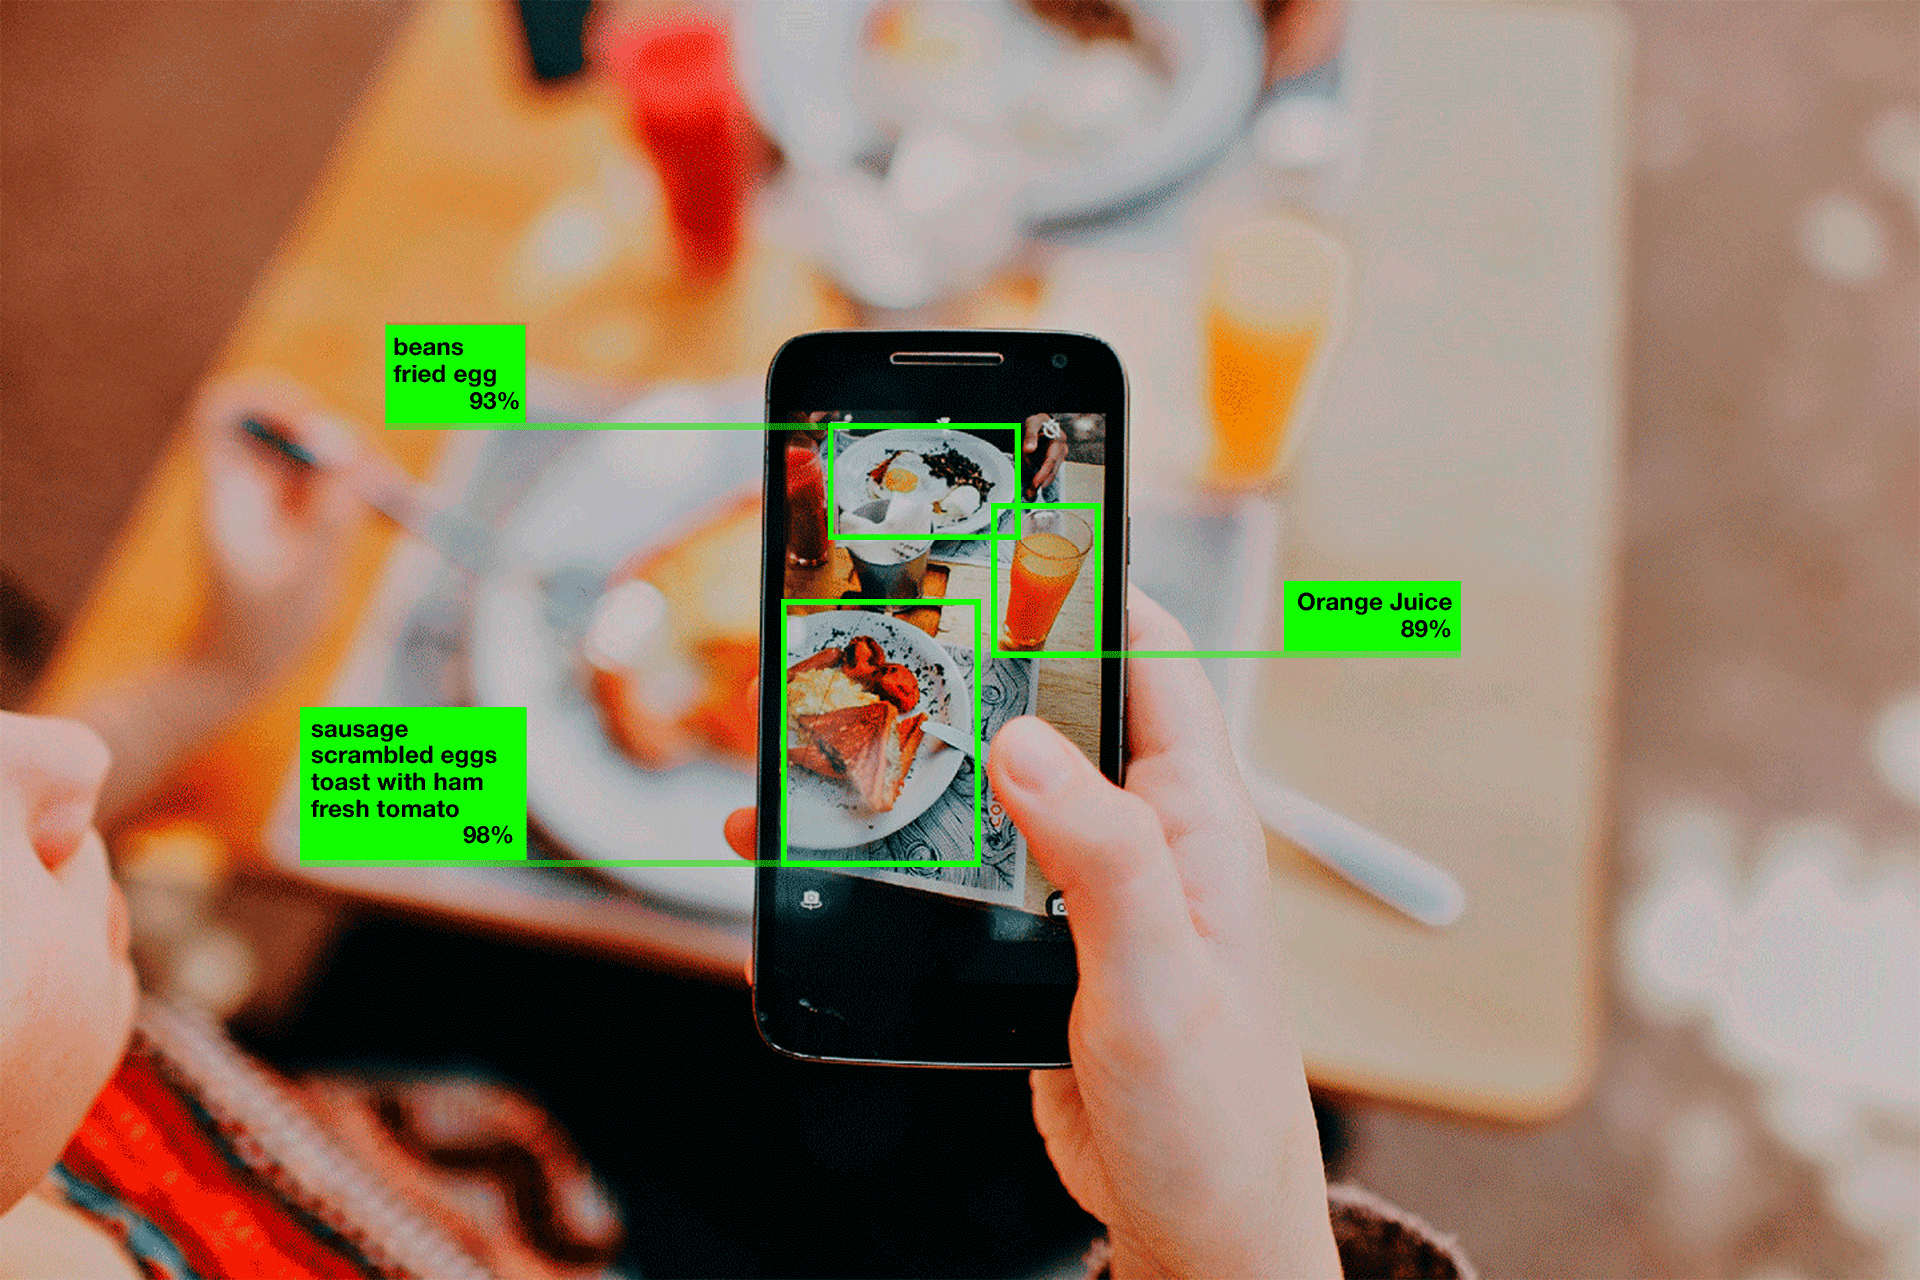 beans
fried egg
93%
Orange Juice
89%
sausage
scrambled eggs
toast with ham
fresh tomato
98%